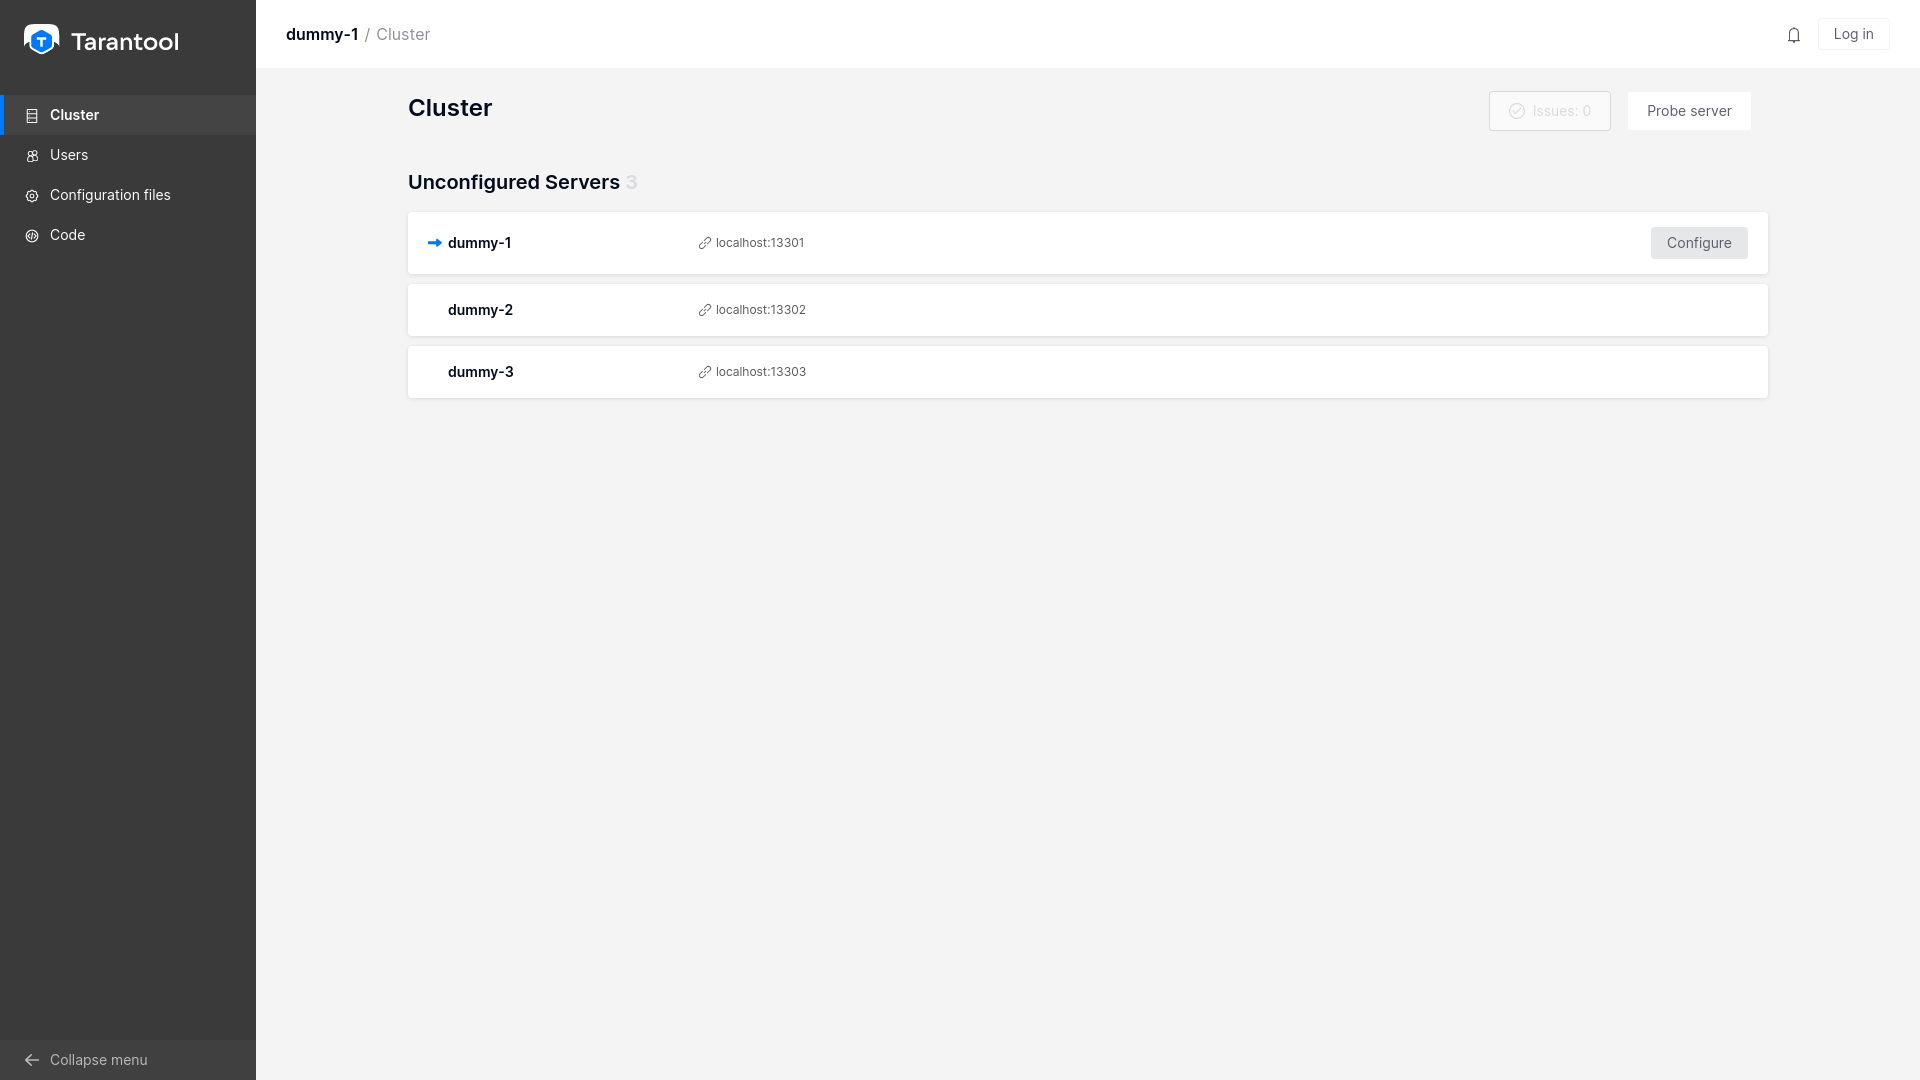 Tarantool
dummy-1 / Cluster
Log in
Cluster
Users
Configuration files
Code
Collapse menu
Cluster
Issues: 0
Probe server
Unconfigured Servers 3
dummy-1 localhost:13301 Configure
dummy-2 localhost:13302
dummy-3 localhost:13303